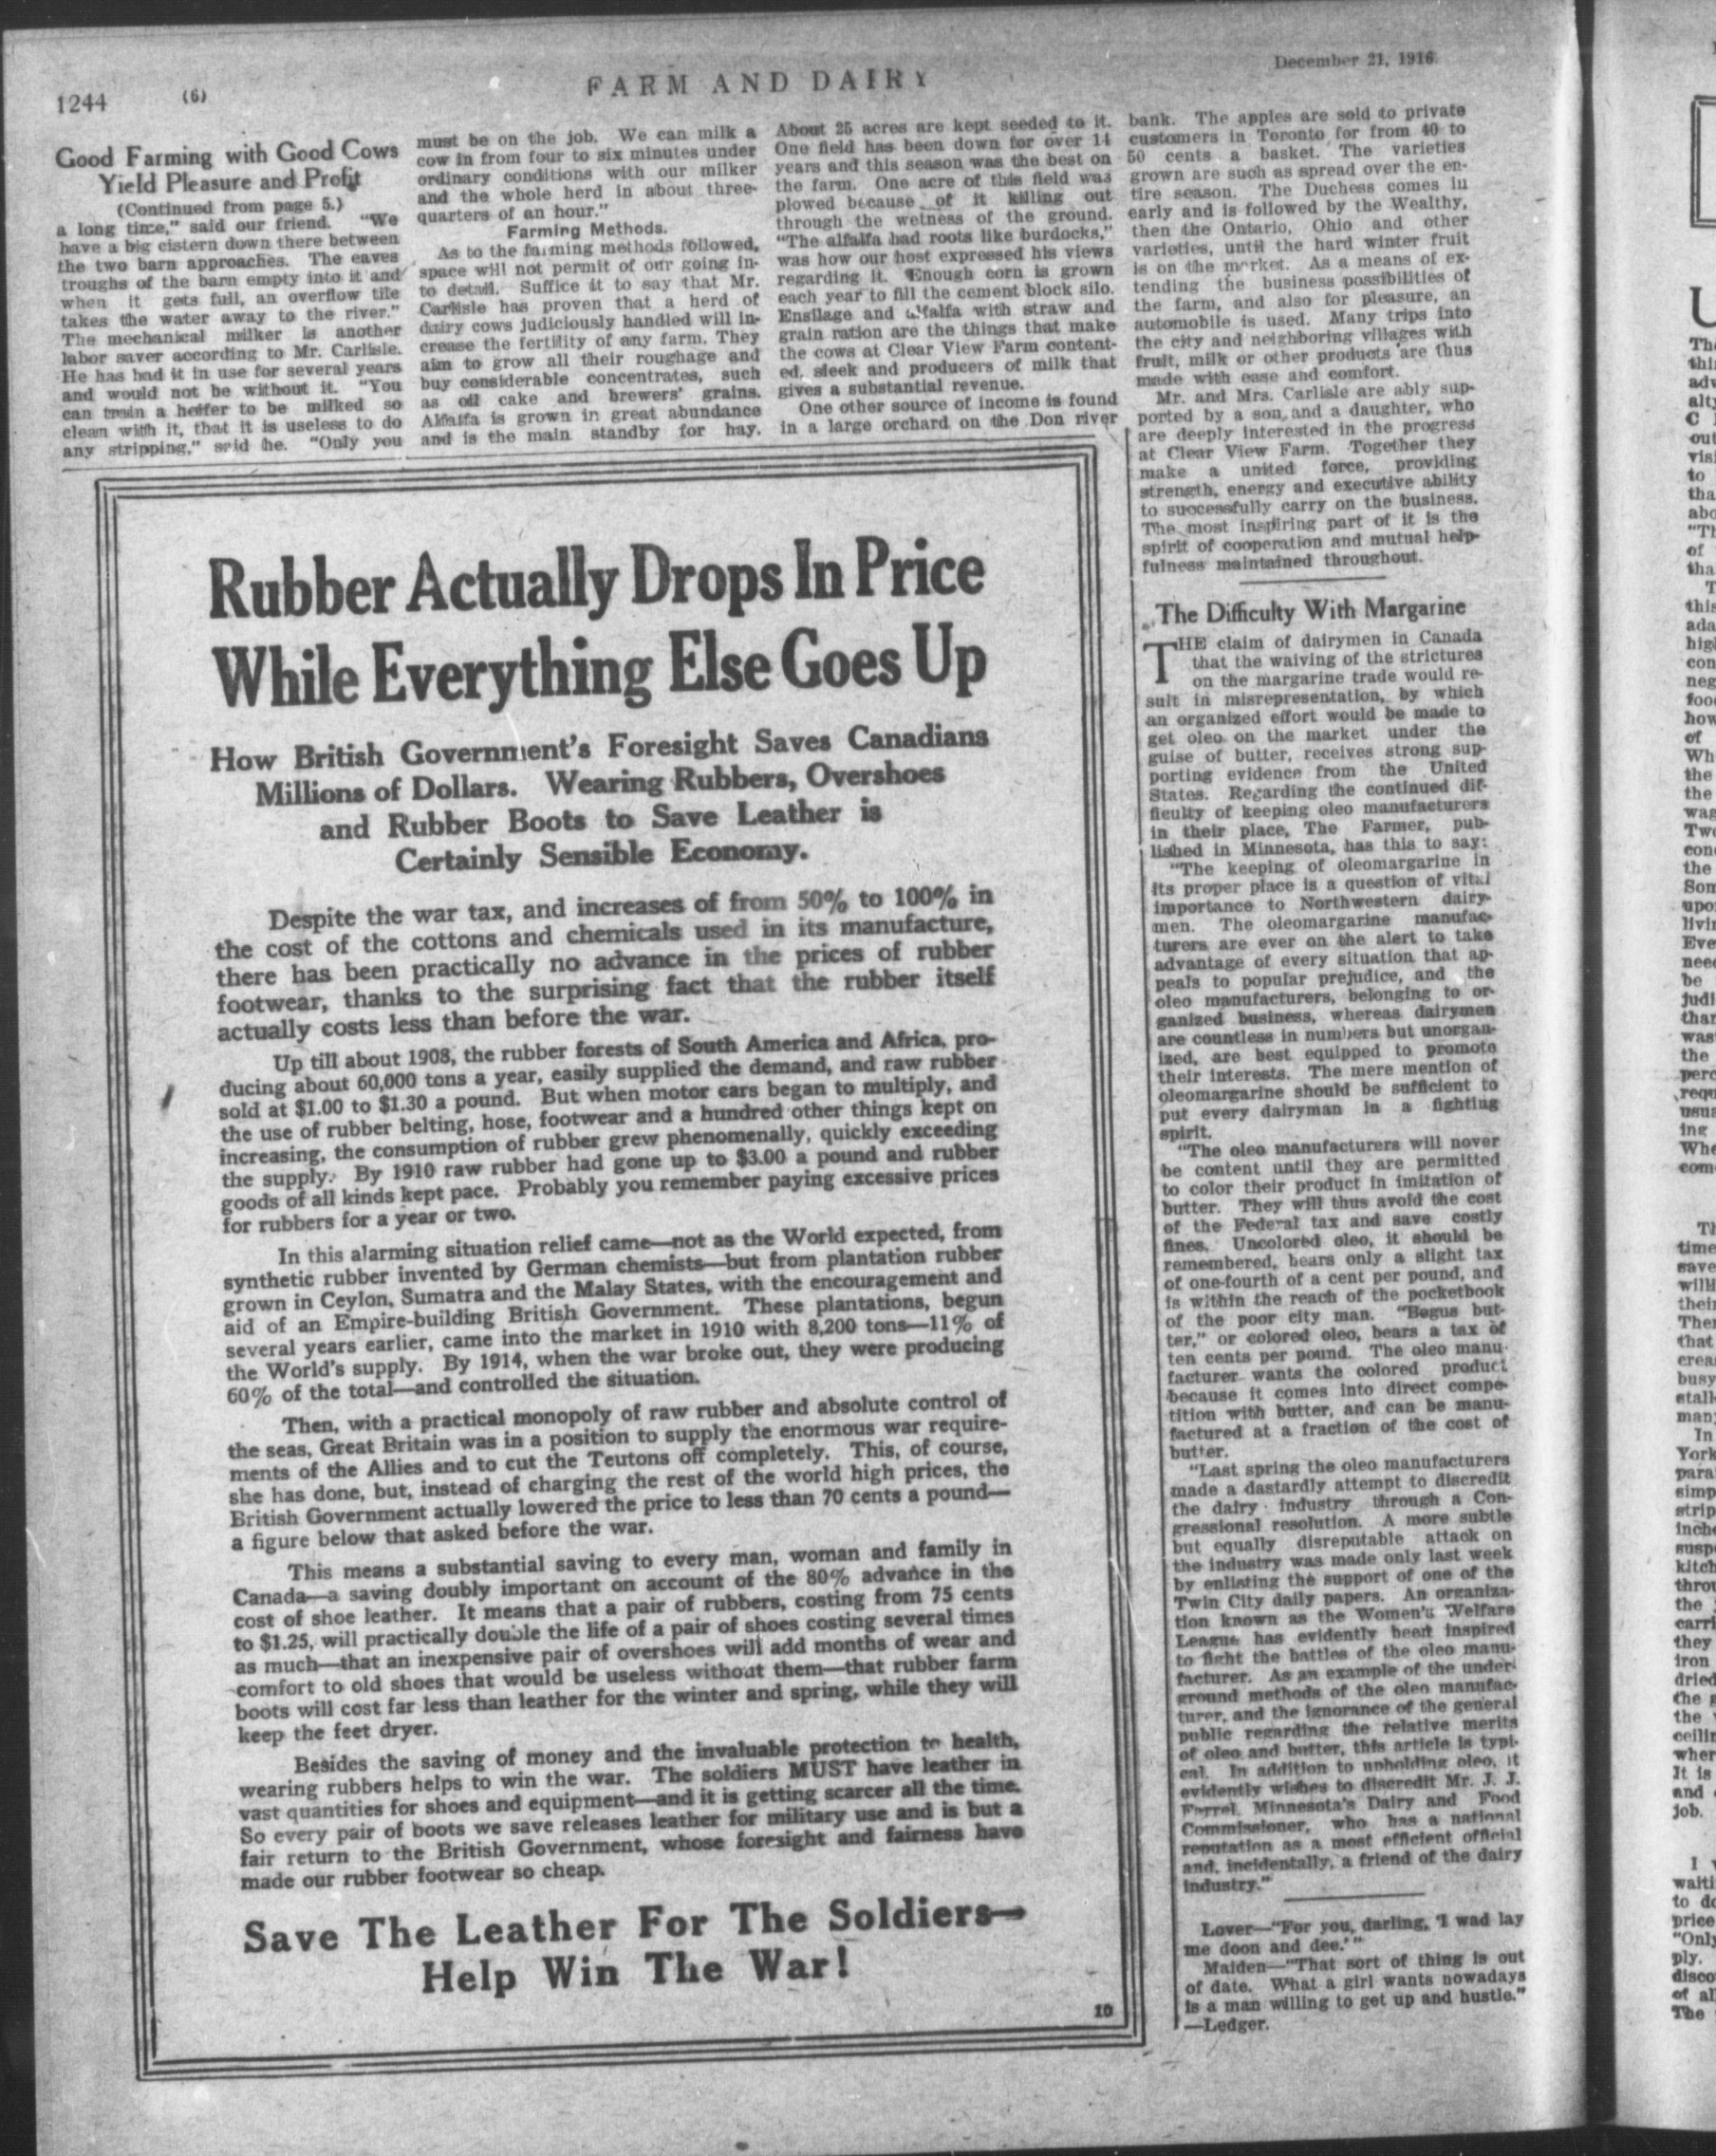 1244
(6)
FARM AND DAIRY
December 21, 1916
Good Farming with Good Cows
Yield Pleasure and Profit
(Continued from page 5.)
a long time," said our friend. "We
have a big cistern down there between
the two barn approaches. The eaves
troughs of the barn empty into it and
when it gets full, an overflow tile
takes the water away to the river."
The mechanical milker is another
labor saver according to Mr. Carlisle.
He has had it in use for several years
and would not be without it. "You
can train a heifer to be milked so
clean with it, that it is useless to do
any stripping," said he. "Only you
must be on the job. We can milk a
cow in from four to six minutes under
ordinary conditions with our milker
and the whole herd in about three-
quarters of an hour."
Farming Methods.
As to the farming methods followed,
space will not permit of our going in-
to detail. Suffice it to say that Mr.
Carlisle has proven that a herd of
dairy cows judiciously handled will in-
crease the fertility of any farm. They
aim to grow all their roughage and
buy considerable concentrates, such
as oil cake and brewers' grains.
Alfalfa is grown in great abundance
and is the main standby for hay.
About 25 acres are kept seeded to it.
One field has been down for over 14
years and this season was the best on
the farm. One acre of this field was
plowed because of it killing out
through the wetness of the ground.
"The alfalfa had roots like burdocks,"
was how our host expressed his views
regarding it. Enough corn is grown
each year to fill the cement block silo.
Ensilage and alfalfa with straw and
grain ration are the things that make
the cows at Clear View Farm content-
ed, sleek and producers of milk that
gives a substantial revenue.
One other source of income is found
in a large orchard on the Don river
bank. The apples are sold to private
customers in Toronto for from 40 to
50 cents a basket. The varieties
grown are such as spread over the en-
tire season. The Duchess comes in
early and is followed by the Wealthy,
then the Ontario, Ohio and other
varieties, until the hard winter fruit
is on the market. As a means of ex-
tending the business possibilities of
the farm, and also for pleasure, an
automobile is used. Many trips into
the city and neighboring villages with
fruit, milk or other products are thus
made with ease and comfort.
Mr. and Mrs. Carlisle are ably sup-
ported by a son and a daughter, who
are deeply interested in the progress
at Clear View Farm. Together they
make a united force, providing
strength, energy and executive ability
to successfully carry on the business.
The most inspiring part of it is the
spirit of cooperation and mutual help-
fulness maintained throughout.
Rubber Actually Drops In Price
While Everything Else Goes Up
How British Government's Foresight Saves Canadians
Millions of Dollars. Wearing Rubbers, Overshoes
and Rubber Boots to Save Leather is
Certainly Sensible Economy.
Despite the war tax, and increases of from 50% to 100% in
the cost of the cottons and chemicals used in its manufacture,
there has been practically no advance in the prices of rubber
footwear, thanks to the surprising fact that the rubber itself
actually costs less than before the war.
Up till about 1908, the rubber forests of South America and Africa, pro-
ducing about 60,000 tons a year, easily supplied the demand, and raw rubber
sold at $1.00 to $1.30 a pound. But when motor cars began to multiply, and
the use of rubber belting, hose, footwear and a hundred other things kept on
increasing, the consumption of rubber grew phenomenally, quickly exceeding
the supply. By 1910 raw rubber had gone up to $3.00 a pound and rubber
goods of all kinds kept pace. Probably you remember paying excessive prices
for rubbers for a year or two.
In this alarming situation relief came—not as the World expected, from
synthetic rubber invented by German chemists—but from plantation rubber
grown in Ceylon, Sumatra and the Malay States, with the encouragement and
aid of an Empire-building British Government. These plantations, begun
several years earlier, came into the market in 1910 with 8,200 tons—11% of
the World's supply. By 1914, when the war broke out, they were producing
60% of the total—and controlled the situation.
Then, with a practical monopoly of raw rubber and absolute control of
the seas, Great Britain was in a position to supply the enormous war require-
ments of the Allies and to cut the Teutons off completely. This, of course,
she has done, but, instead of charging the rest of the world high prices, the
British Government actually lowered the price to less than 70 cents a pound—
a figure below that asked before the war.
This means a substantial saving to every man, woman and family in
Canada—a saving doubly important on account of the 80% advance in the
cost of shoe leather. It means that a pair of rubbers, costing from 75 cents
to $1.25, will practically double the life of a pair of shoes costing several times
as much—that an inexpensive pair of overshoes will add months of wear and
comfort to old shoes that would be useless without them—that rubber farm
boots will cost far less than leather for the winter and spring, while they will
keep the feet dryer.
Besides the saving of money and the invaluable protection to health,
wearing rubbers helps to win the war. The soldiers MUST have leather in
vast quantities for shoes and equipment—and it is getting scarcer all the time.
So every pair of boots we save releases leather for military use and is but a
fair return to the British Government, whose foresight and fairness have
made our rubber footwear so cheap.
Save The Leather For The Soldiers—
Help Win The War!
10
The Difficulty With Margarine
THE claim of dairymen in Canada
that the waiving of the strictures
on the margarine trade would re-
sult in misrepresentation, by which
an organized effort would be made to
get oleo on the market under the
guise of butter, receives strong sup-
porting evidence from the United
States. Regarding the continued dif-
ficulty of keeping oleo manufacturers
in their place, The Farmer, pub-
lished in Minnesota, has this to say:
"The keeping of oleomargarine in
its proper place is a question of vital
importance to Northwestern dairy-
men. The oleomargarine manufac-
turers are ever on the alert to take
advantage of every situation that ap-
peals to popular prejudice, and the
oleo manufacturers, belonging to or-
ganized business, whereas dairymen
are countless in numbers but unorgan-
ized, are best equipped to promote
their interests. The mere mention of
oleomargarine should be sufficient to
put every dairyman in a fighting
spirit.
"The oleo manufacturers will nover
be content until they are permitted
to color their product in imitation of
butter. They will thus avoid the cost
of the Federal tax and save costly
fines. Uncolored oleo, it should be
remembered, bears only a slight tax
of one-fourth of a cent per pound, and
is within the reach of the pocketbook
of the poor city man. "Bogus but-
ter," or colored oleo, bears a tax of
ten cents per pound. The oleo manu-
facturer wants the colored product
because it comes into direct compe-
tition with butter, and can be manu-
factured at a fraction of the cost of
butter.
"Last spring the oleo manufacturers
made a dastardly attempt to discredit
the dairy industry through a Con-
gressional resolution. A more subtle
but equally disreputable attack on
the industry was made only last week
by enlisting the support of one of the
Twin City daily papers. An organiza-
tion known as the Women's Welfare
League has evidently been inspired
to fight the battles of the oleo manu-
facturer. As an example of the under-
ground methods of the oleo manufac-
turer, and the ignorance of the general
public regarding the relative merits
of oleo and butter, this article is typi-
cal. In addition to upholding oleo, it
evidently wishes to discredit Mr. J. J.
Farrel, Minnesota's Dairy and Food
Commissioner, who has a national
reputation as a most efficient official
and, incidentally, a friend of the dairy
industry."
Lover—"For you, darling, 'I wad lay
me doon and dee.'"
Maiden—"That sort of thing is out
of date. What a girl wants nowadays
is a man willing to get up and hustle."
—Ledger.